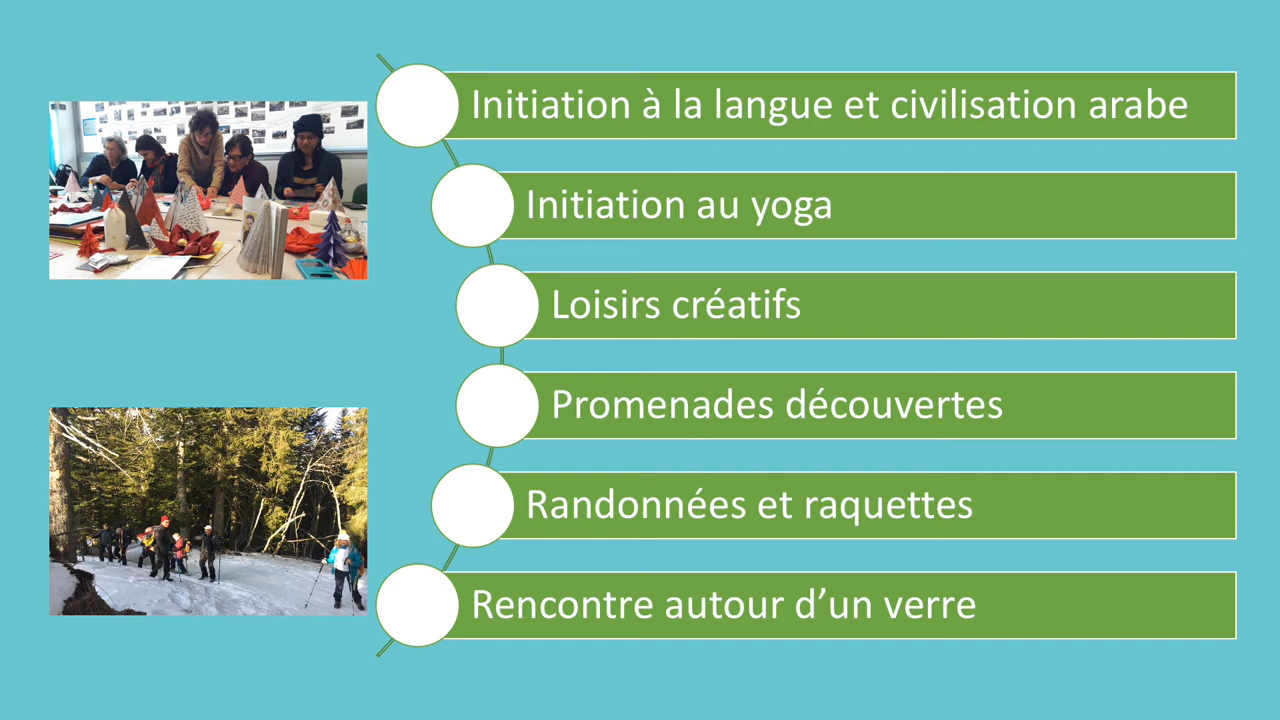 Initiation à la langue et civilisation arabe
Initiation au yoga
Loisirs créatifs
Promenades découvertes
Randonnées et raquettes
Rencontre autour d’un verre